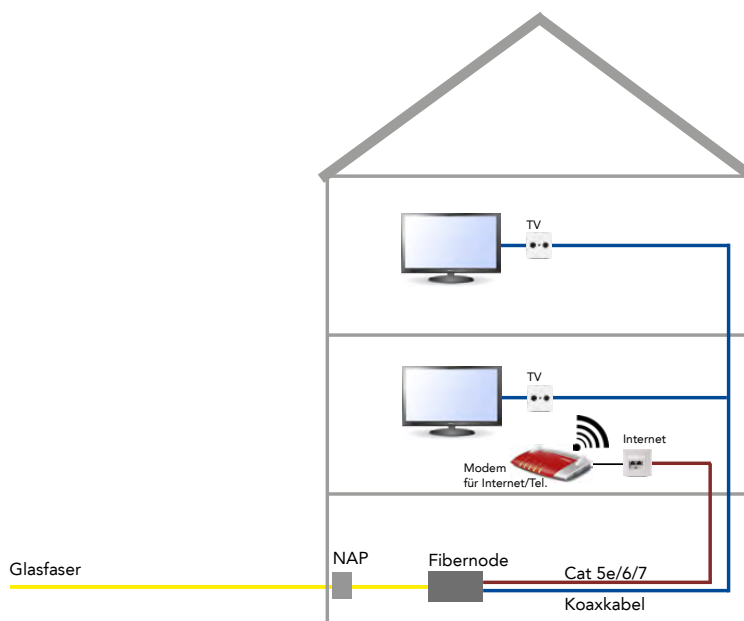 TV
TV
Internet
Modem
für Internet/Tel.
NAP
Fibernode
Glasfaser
Cat 5e/6/7
Koaxkabel